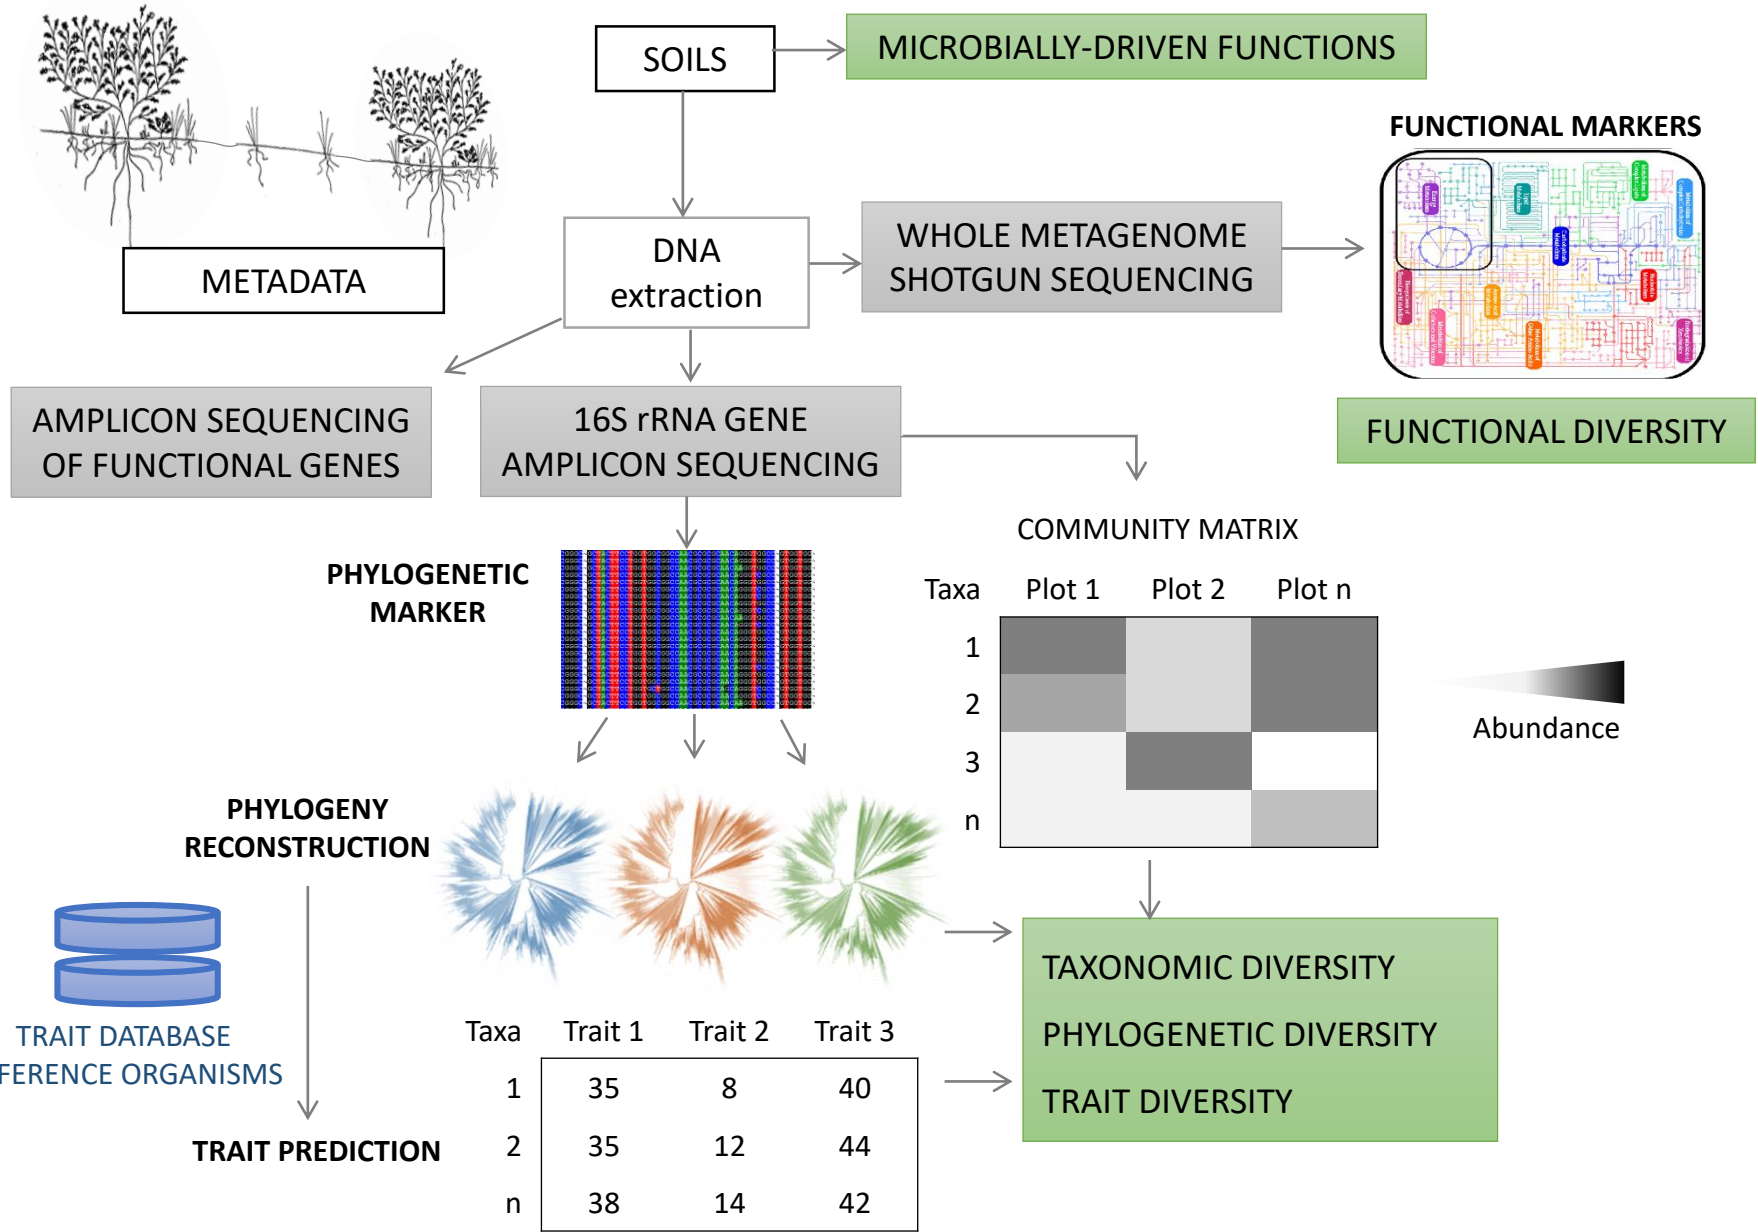 SOILS
MICROBIALLY-DRIVEN FUNCTIONS
FUNCTIONAL MARKERS
METADATA
DNA
extraction
WHOLE METAGENOME
SHOTGUN SEQUENCING
AMPLICON SEQUENCING
OF FUNCTIONAL GENES
16S rRNA GENE
AMPLICON SEQUENCING
FUNCTIONAL DIVERSITY
PHYLOGENETIC
MARKER
COMMUNITY MATRIX
Taxa Plot 1 Plot 2 Plot n
1
2
3
n
Abundance
PHYLOGENY
RECONSTRUCTION
TRAIT DATABASE
FERENCE ORGANISMS
TRAIT PREDICTION
Taxa Trait 1 Trait 2 Trait 3
1 35 8 40
2 35 12 44
n 38 14 42
TAXONOMIC DIVERSITY
PHYLOGENETIC DIVERSITY
TRAIT DIVERSITY